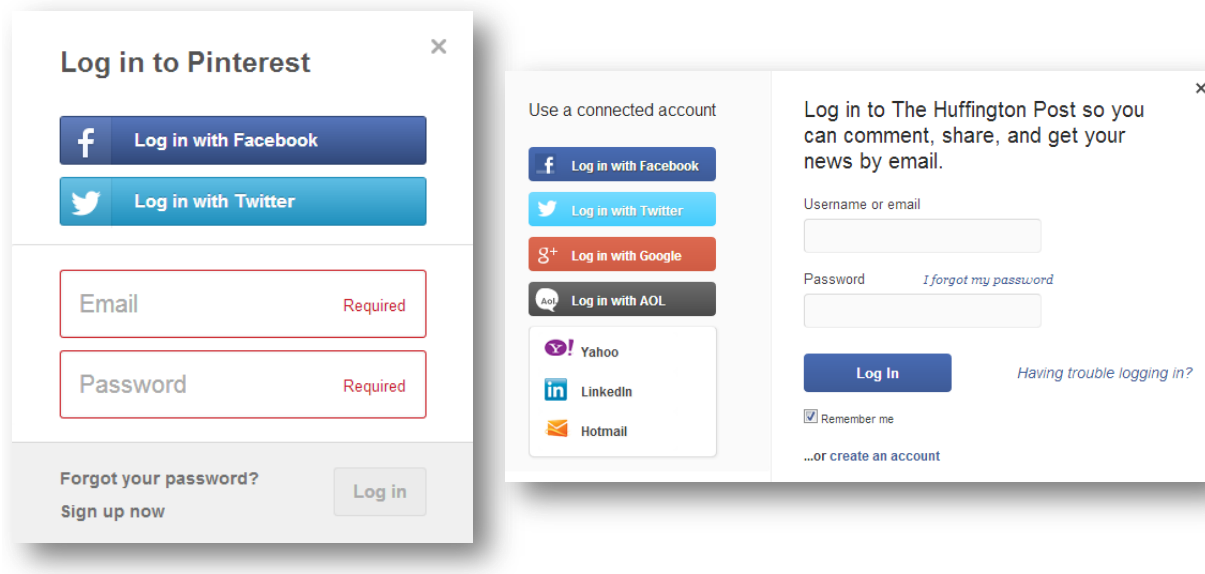 Log in to Pinterest
×
f Log in with Facebook
Log in with Twitter
Email Required
Password Required
Forgot your password?
Sign up now
Log in
Use a connected account
f Log in with Facebook
Log in with Twitter
g+ Log in with Google
Aol. Log in with AOL
Y! Yahoo
in LinkedIn
Hotmail
×
Log in to The Huffington Post so you
can comment, share, and get your
news by email.
Username or email
Password I forgot my password
Log In Having trouble logging in?
Remember me
...or create an account